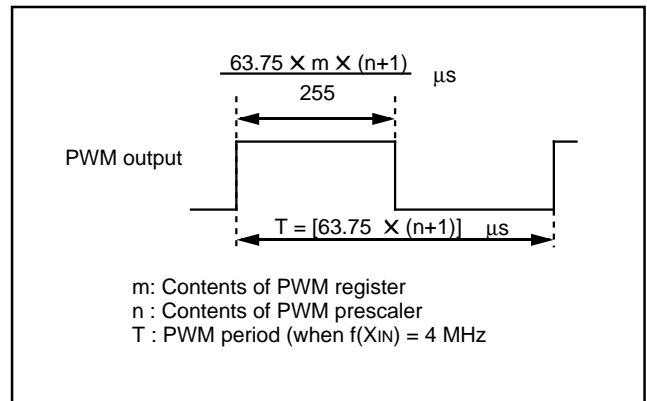 63.75 X m X (n+1)
255
μs
PWM output
T = [63.75 X (n+1)] μs
m: Contents of PWM register
n : Contents of PWM prescaler
T : PWM period (when f(XIN) = 4 MHz